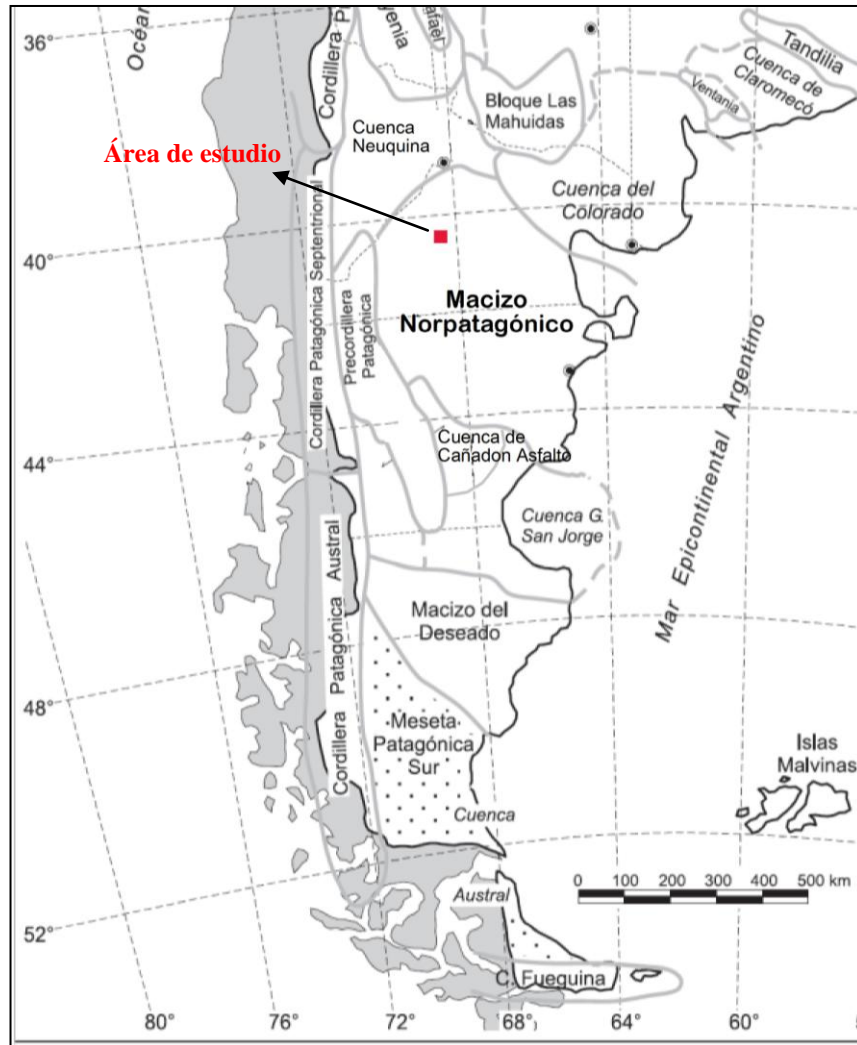 36°
80°
Océan
Cordillera Pr
genia
afael
Tandilia
Cuenca de
Claromecó
Ventania
Bloque Las
Mahuidas
Cuenca
Neuquina
Área de estudio
Cuenca del
Colorado
40°
Cordillera Patagónica Septentrional
Precordillera
Patagónica
Macizo
Norpatagónico
Mar Epicontinental Argentino
44°
Cuenca de
Cañadon Asfalto
Cuenca G.
San Jorge
Cordillera Patagónica Austral
Macizo del
Deseado
48°
Meseta
Patagónica
Sur
Islas
Malvinas
Cuenca
0 100 200 300 400 500 km
Austral
52°
C. Fueguina
80°
76°
72°
68°
64°
60°